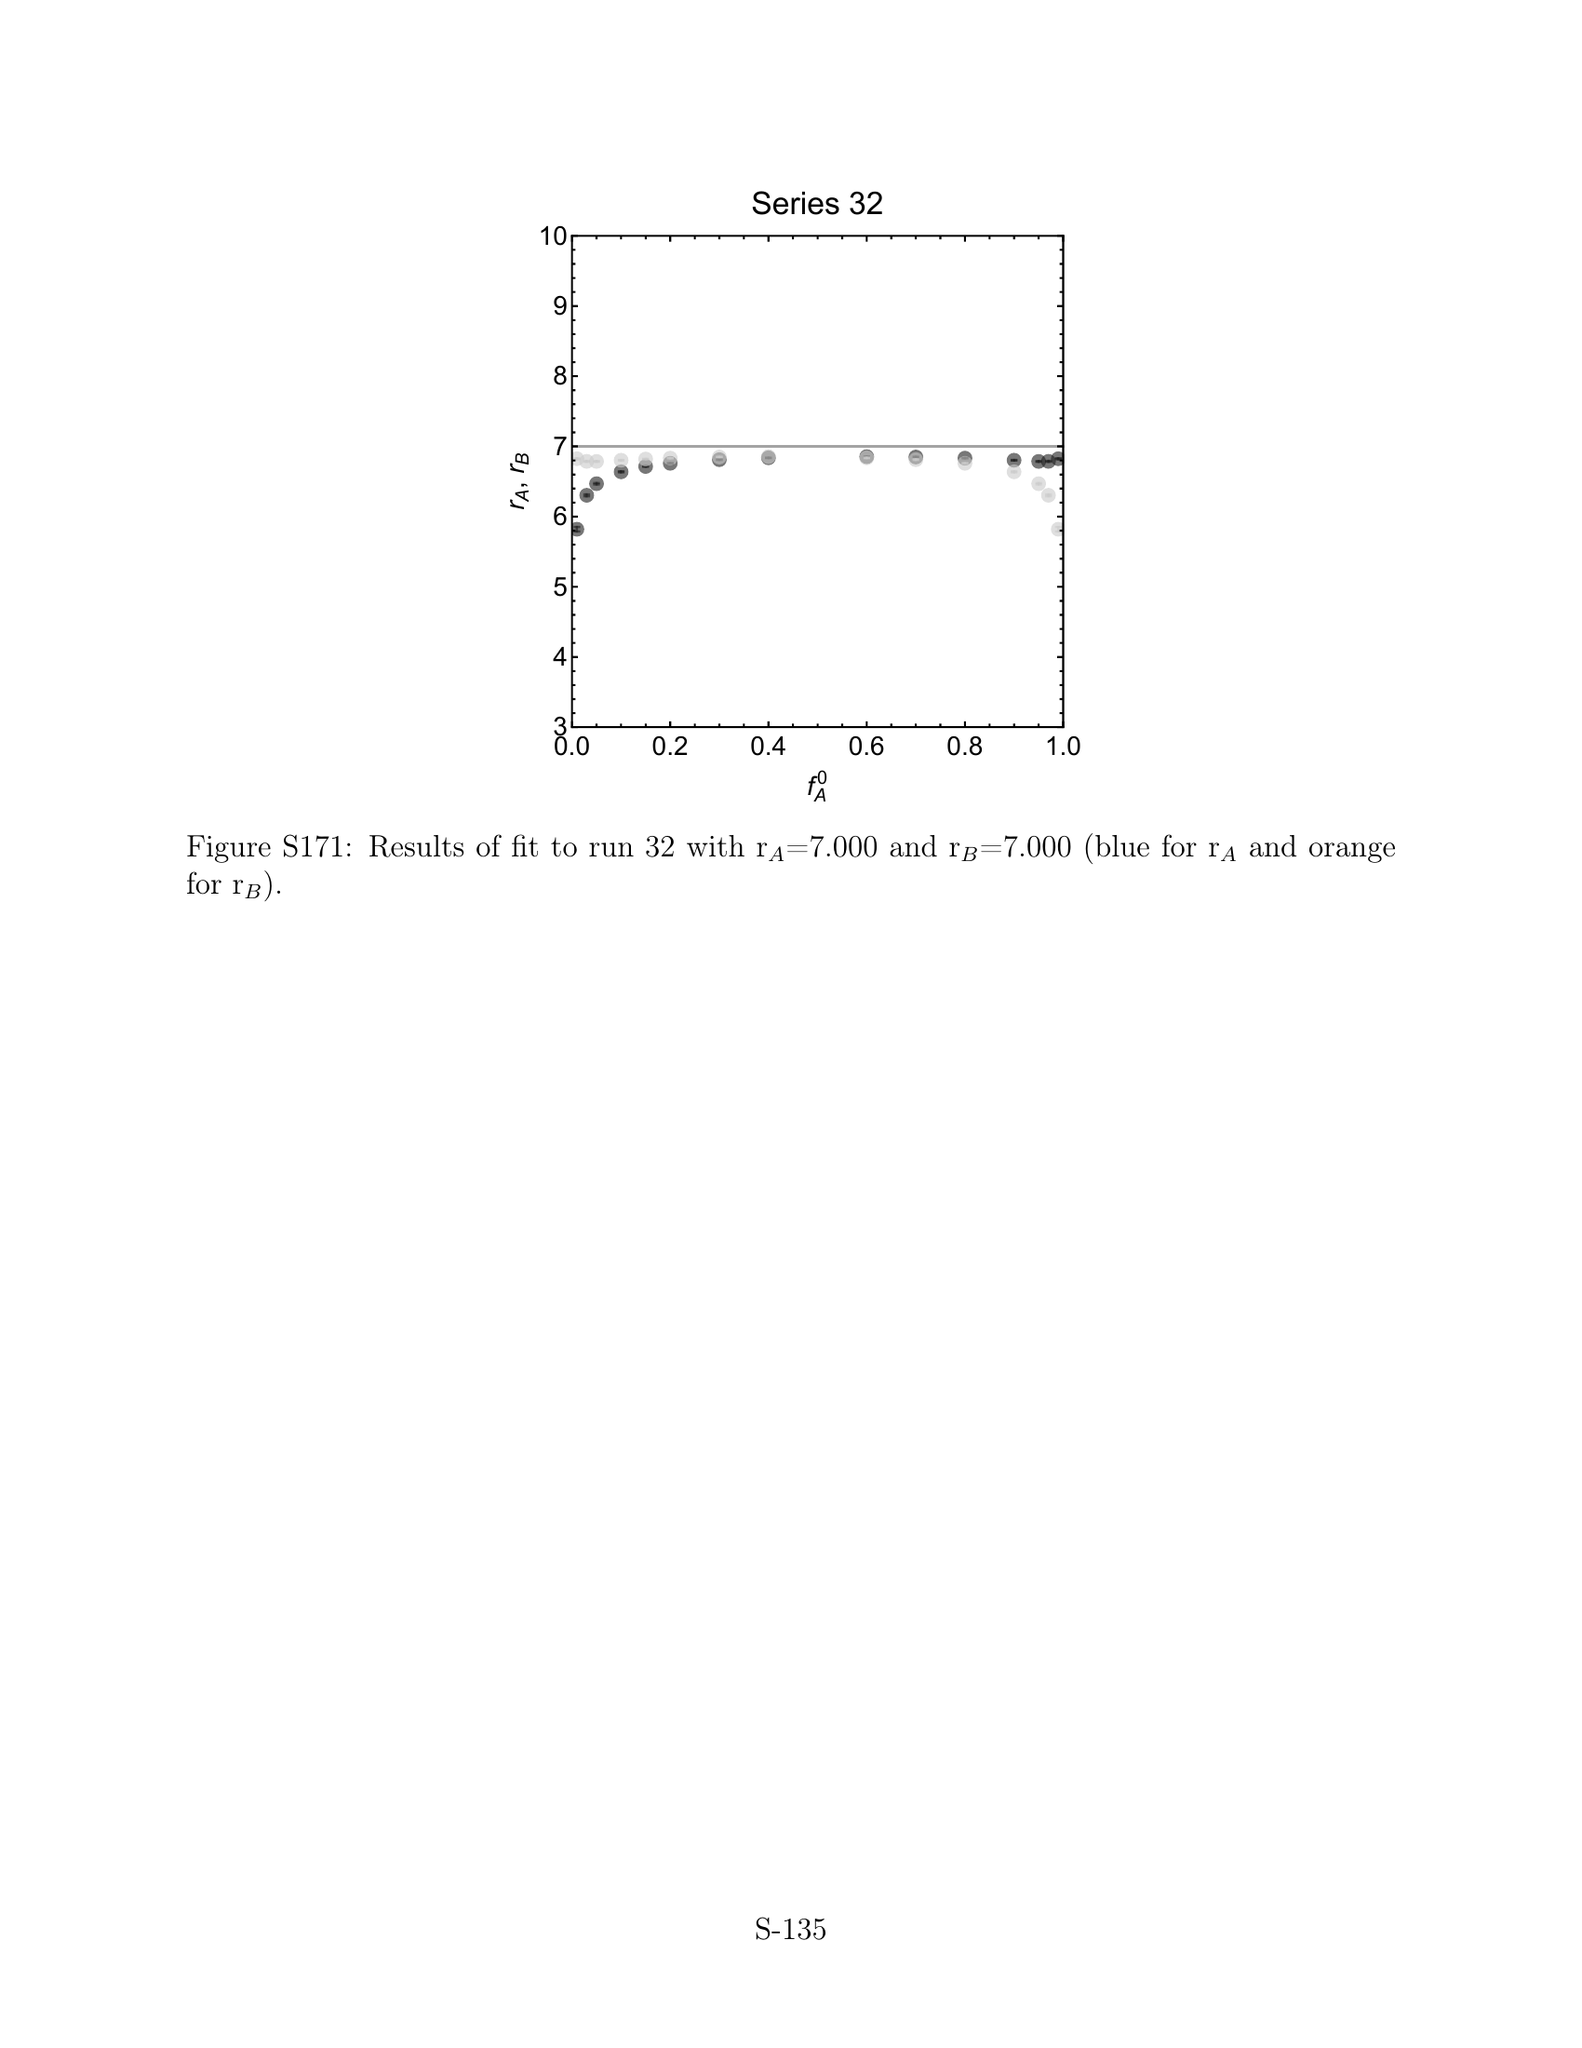 Series 32
10
9
8
7
6
5
4
3
r_A, r_B
0.0 0.2 0.4 0.6 0.8 1.0
f_A^0
Figure S171: Results of fit to run 32 with r_A=7.000 and r_B=7.000 (blue for r_A and orange
for r_B).
S-135